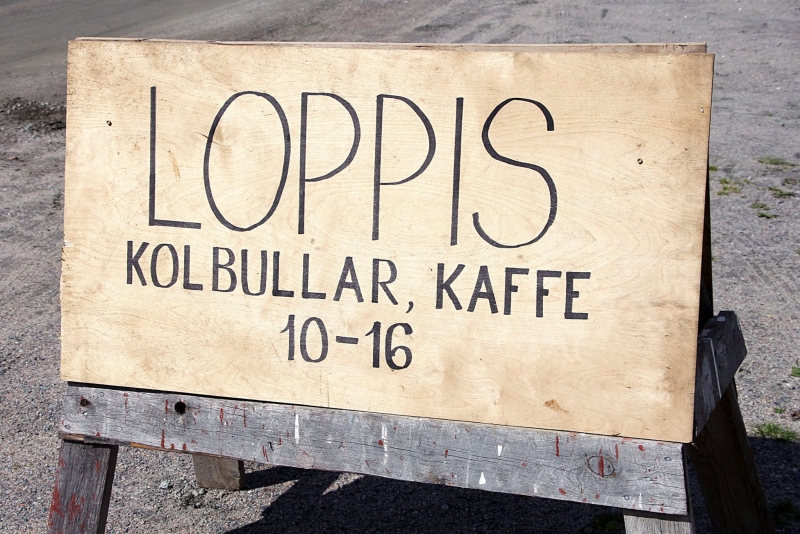 LOPPIS
KOLBULLAR, KAFFE
10-16